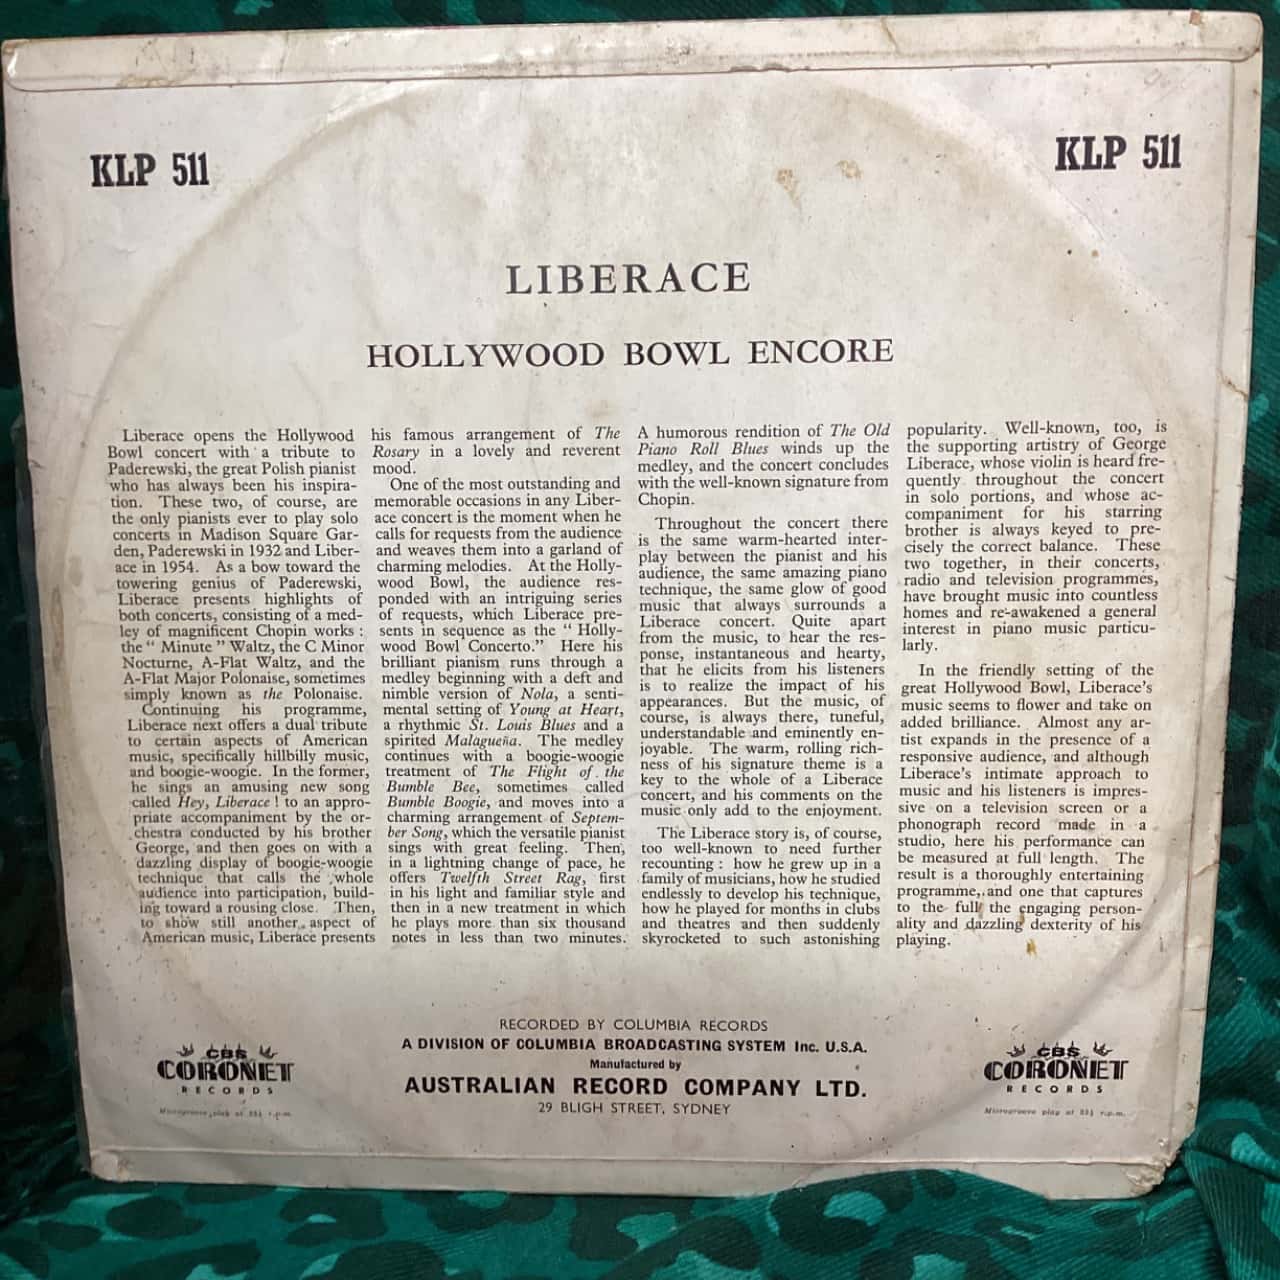 KLP 511
KLP 511
LIBERACE
HOLLYWOOD BOWL ENCORE
Liberace opens the Hollywood
Bowl concert with a tribute to
Paderewski, the great Polish pianist
who has always been his inspira-
tion. These two, of course, are
the only pianists ever to play solo
concerts in Madison Square Gar-
den, Paderewski in 1932 and Liber-
ace in 1954. As a bow toward the
towering genius of Paderewski,
Liberace presents highlights of
both concerts, consisting of a med-
ley of magnificent Chopin works :
the " Minute " Waltz, the C Minor
Nocturne, A-Flat Waltz, and the
A-Flat Major Polonaise, sometimes
simply known as the Polonaise.
Continuing his programme,
Liberace next offers a dual tribute
to certain aspects of American
music, specifically hillbilly music,
and boogie-woogie. In the former,
he sings an amusing new song
called Hey, Liberace ! to an appro-
priate accompaniment by the or-
chestra conducted by his brother
George, and then goes on with a
dazzling display of boogie-woogie
technique that calls the whole
audience into participation, build-
ing toward a rousing close. Then,
to show still another aspect of
American music, Liberace presents
his famous arrangement of The
Rosary in a lovely and reverent
mood.
One of the most outstanding and
memorable occasions in any Liber-
ace concert is the moment when he
calls for requests from the audience
and weaves them into a garland of
charming melodies. At the Holly-
wood Bowl, the audience res-
ponded with an intriguing series
of requests, which Liberace pre-
sents in sequence as the " Holly-
wood Bowl Concerto." Here his
brilliant pianism runs through a
medley beginning with a deft and
nimble version of Nola, a senti-
mental setting of Young at Heart,
a rhythmic St. Louis Blues and a
spirited Malagueña. The medley
continues with a boogie-woogie
treatment of The Flight of the
Bumble Bee, sometimes called
Bumble Boogie, and moves into a
charming arrangement of Septem-
ber Song, which the versatile pianist
sings with great feeling. Then,
in a lightning change of pace, he
offers Twelfth Street Rag, first
in his light and familiar style and
then in a new treatment in which
he plays more than six thousand
notes in less than two minutes.
A humorous rendition of The Old
Piano Roll Blues winds up the
medley, and the concert concludes
with the well-known signature from
Chopin.
Throughout the concert there
is the same warm-hearted inter-
play between the pianist and his
audience, the same amazing piano
technique, the same glow of good
music that always surrounds a
Liberace concert. Quite apart
from the music, to hear the res-
ponse, instantaneous and hearty,
that he elicits from his listeners
is to realize the impact of his
appearances. But the music, of
course, is always there, tuneful,
understandable and eminently en-
joyable. The warm, rolling rich-
ness of his signature theme is a
key to the whole of a Liberace
concert, and his comments on the
music only add to the enjoyment.
The Liberace story is, of course,
too well-known to need further
recounting : how he grew up in a
family of musicians, how he studied
endlessly to develop his technique,
how he played for months in clubs
and theatres and then suddenly
skyrocketed to such astonishing
popularity. Well-known, too, is
the supporting artistry of George
Liberace, whose violin is heard fre-
quently throughout the concert
in solo portions, and whose ac-
companiment for his starring
brother is always keyed to pre-
cisely the correct balance. These
two together, in their concerts,
radio and television programmes,
have brought music into countless
homes and re-awakened a general
interest in piano music particu-
larly.
In the friendly setting of the
great Hollywood Bowl, Liberace's
music seems to flower and take on
added brilliance. Almost any ar-
tist expands in the presence of a
responsive audience, and although
Liberace's intimate approach to
music and his listeners is impres-
sive on a television screen or a
phonograph record made in a
studio, here his performance can
be measured at full length. The
result is a thoroughly entertaining
programme, and one that captures
to the full the engaging person-
ality and dazzling dexterity of his
playing.
RECORDED BY COLUMBIA RECORDS
A DIVISION OF COLUMBIA BROADCASTING SYSTEM Inc. U.S.A.
Manufactured by
AUSTRALIAN RECORD COMPANY LTD.
29 BLIGH STREET, SYDNEY
CBS
CORONET
RECORDS
Microgroove play at 33⅓ r.p.m.
CBS
CORONET
RECORDS
Microgroove play at 33⅓ r.p.m.